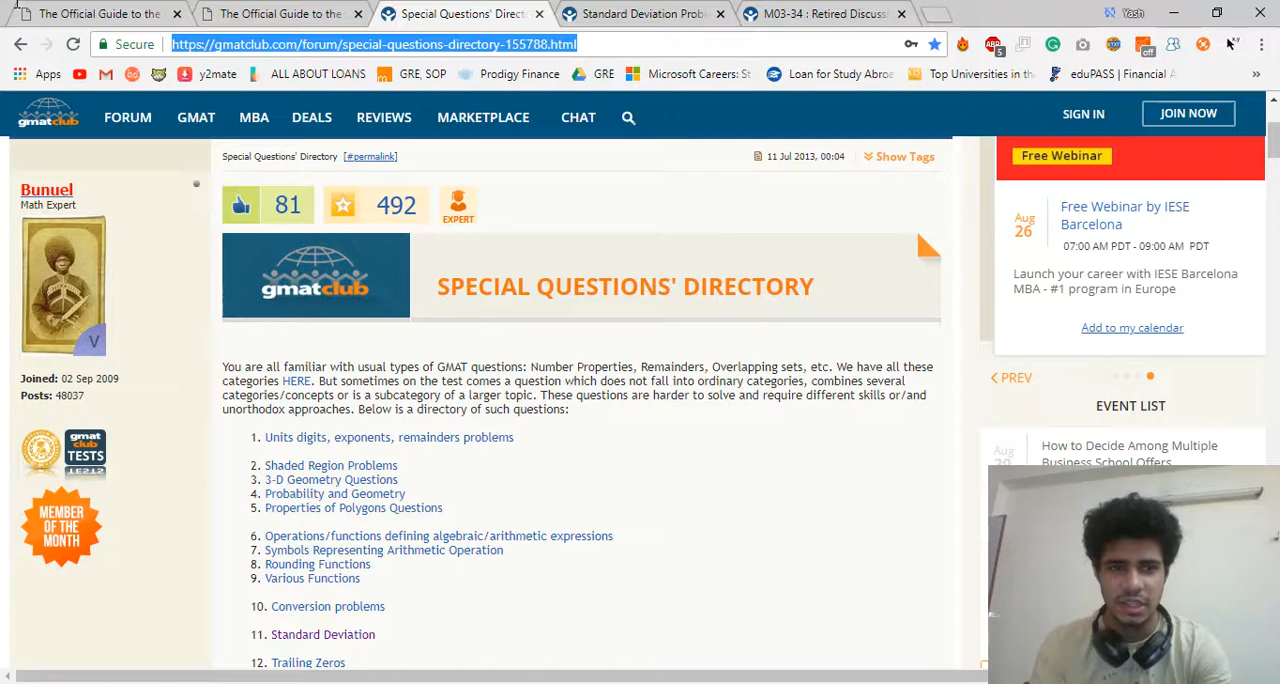 The Official Guide to the
The Official Guide to the
Special Questions' Direct
Standard Deviation Probl
M03-34 : Retired Discussi
Yash
Secure
https://gmatclub.com/forum/special-questions-directory-155788.html
Apps
y2mate
ALL ABOUT LOANS
GRE, SOP
Prodigy Finance
GRE
Microsoft Careers: St
Loan for Study Abroa
Top Universities in th
eduPASS | Financial A
gmatclub
FORUM
GMAT
MBA
DEALS
REVIEWS
MARKETPLACE
CHAT
SIGN IN
JOIN NOW
Special Questions' Directory [#permalink]
11 Jul 2013, 00:04
Show Tags
Bunuel
Math Expert
81
492
EXPERT
gmatclub
SPECIAL QUESTIONS' DIRECTORY
V
Joined: 02 Sep 2009
Posts: 48037
gmat club TESTS
MEMBER OF THE MONTH
You are all familiar with usual types of GMAT questions: Number Properties, Remainders, Overlapping sets, etc. We have all these
categories HERE. But sometimes on the test comes a question which does not fall into ordinary categories, combines several
categories/concepts or is a subcategory of a larger topic. These questions are harder to solve and require different skills or/and
unorthodox approaches. Below is a directory of such questions:
1. Units digits, exponents, remainders problems
2. Shaded Region Problems
3. 3-D Geometry Questions
4. Probability and Geometry
5. Properties of Polygons Questions
6. Operations/functions defining algebraic/arithmetic expressions
7. Symbols Representing Arithmetic Operation
8. Rounding Functions
9. Various Functions
10. Conversion problems
11. Standard Deviation
12. Trailing Zeros
Free Webinar
Aug 26
Free Webinar by IESE
Barcelona
07:00 AM PDT - 09:00 AM PDT
Launch your career with IESE Barcelona
MBA - #1 program in Europe
Add to my calendar
PREV
EVENT LIST
Aug
How to Decide Among Multiple
Business School Offers